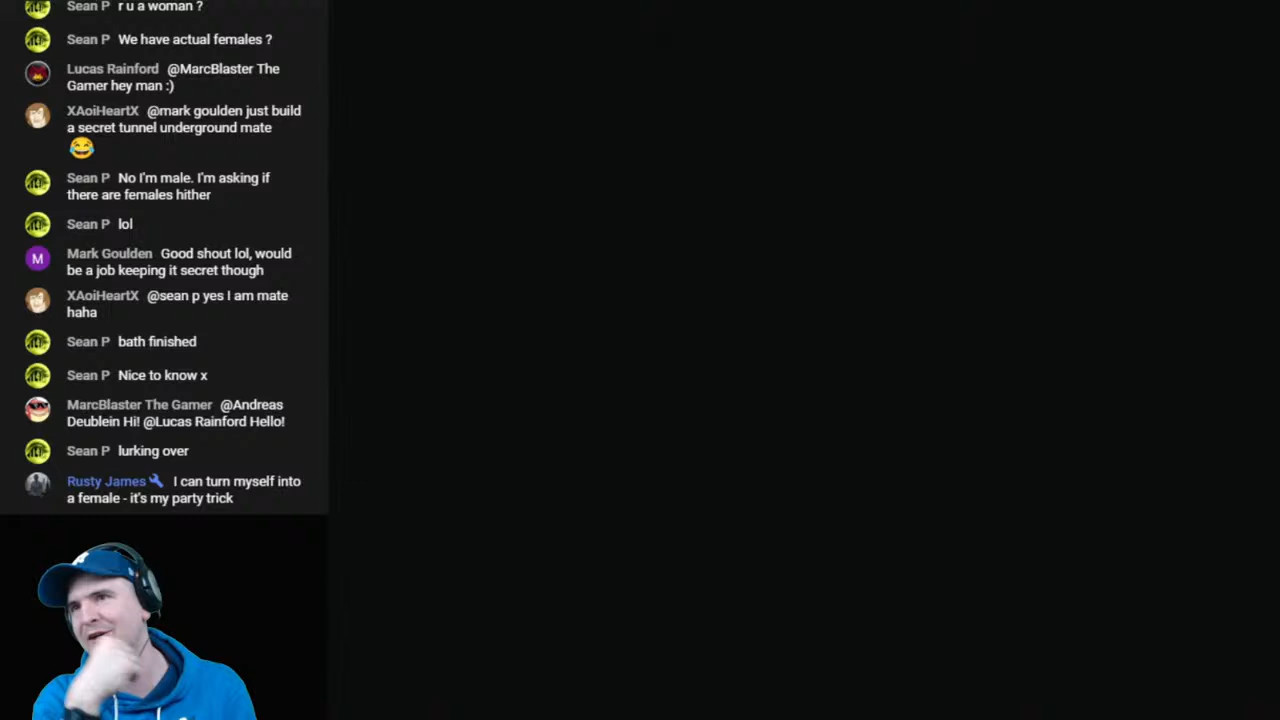 Sean P r u a woman ?
Sean P We have actual females ?
Lucas Rainford @MarcBlaster The
Gamer hey man :)
XAoiHeartX @mark goulden just build
a secret tunnel underground mate
😂
Sean P No I'm male. I'm asking if
there are females hither
Sean P lol
M
Mark Goulden Good shout lol, would
be a job keeping it secret though
XAoiHeartX @sean p yes I am mate
haha
Sean P bath finished
Sean P Nice to know x
MarcBlaster The Gamer @Andreas
Deublein Hi! @Lucas Rainford Hello!
Sean P lurking over
Rusty James I can turn myself into
a female - it's my party trick